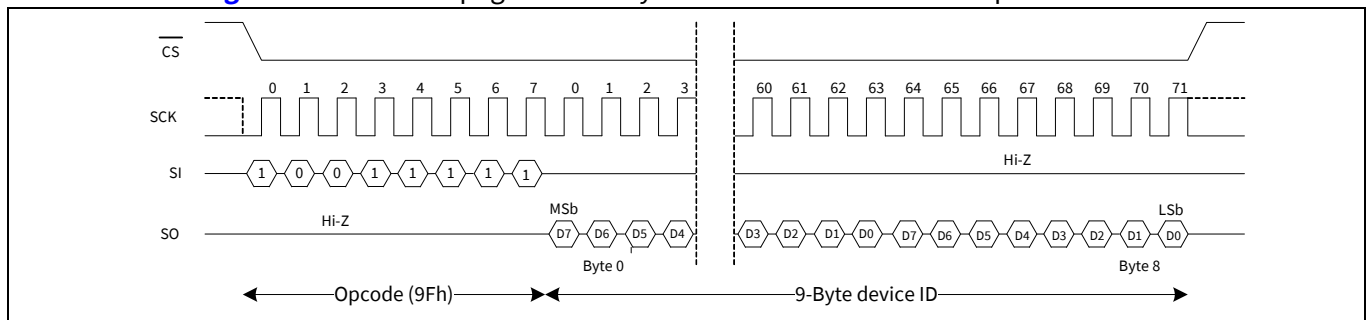 CS
0 1 2 3 4 5 6 7 0 1 2 3 60 61 62 63 64 65 66 67 68 69 70 71
SCK
Hi-Z
SI 1 0 0 1 1 1 1 1
MSb LSb
Hi-Z
SO D7 D6 D5 D4 D3 D2 D1 D0 D7 D6 D5 D4 D3 D2 D1 D0
Byte 0 Byte 8
Opcode (9Fh) 9-Byte device ID